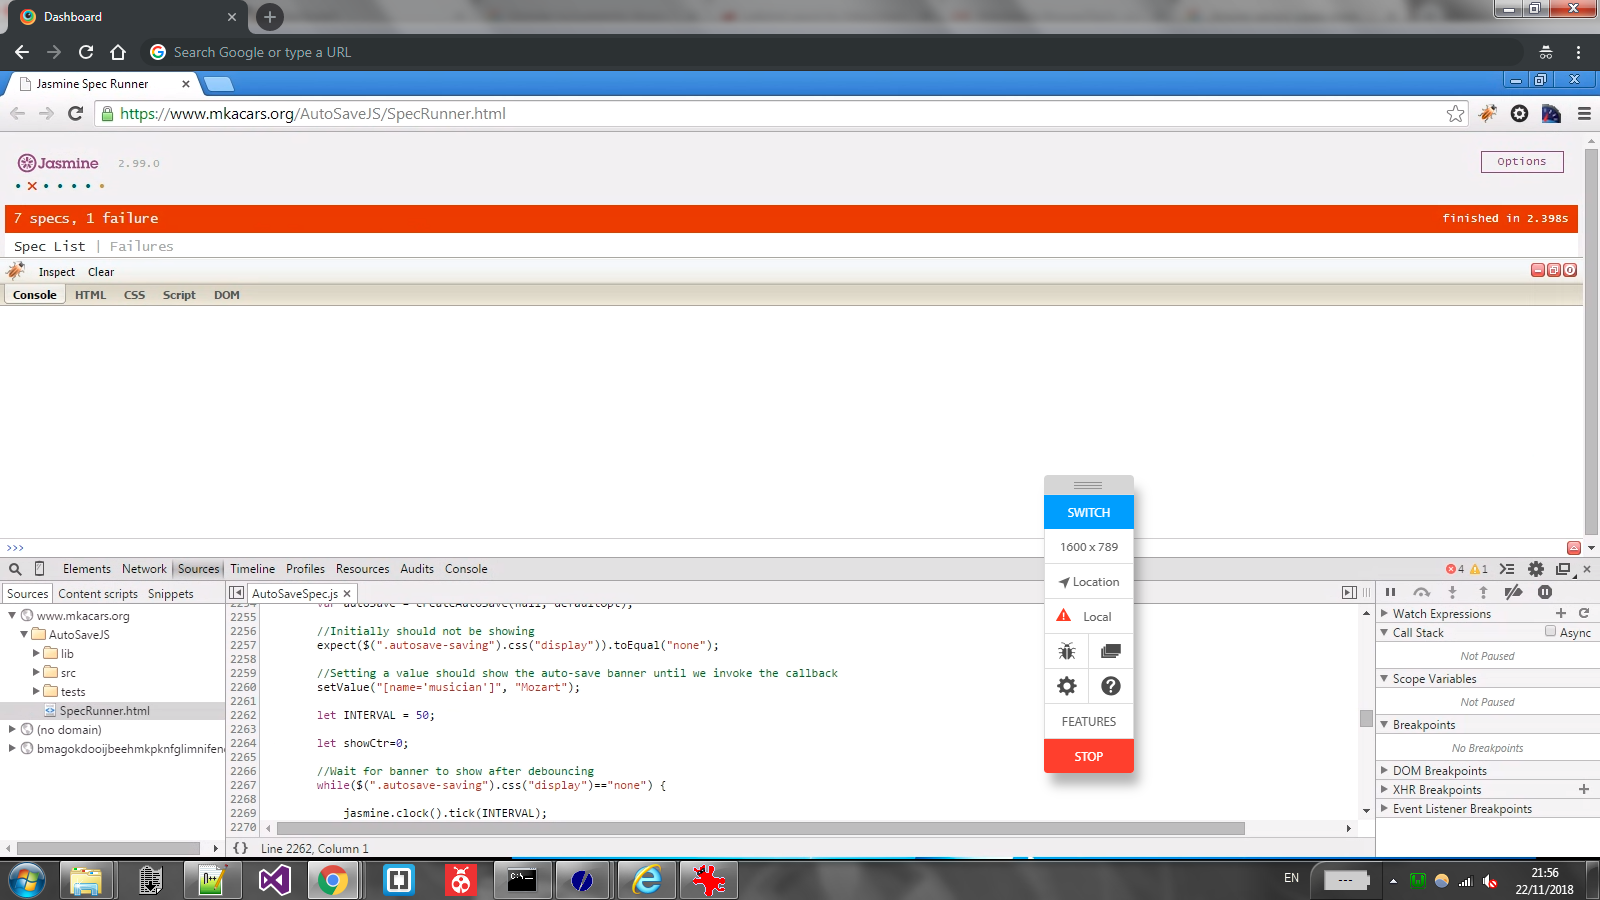 Dashboard
Search Google or type a URL
Jasmine Spec Runner
https://www.mkacars.org/AutoSaveJS/SpecRunner.html
Jasmine 2.99.0
Options
7 specs, 1 failure
finished in 2.398s
Spec List | Failures
Inspect Clear
Console HTML CSS Script DOM
SWITCH
1600 x 789
Location
Local
FEATURES
STOP
>>>
Elements Network Sources Timeline Profiles Resources Audits Console
4 1
Sources Content scripts Snippets
AutoSaveSpec.js
www.mkacars.org
AutoSaveJS
lib
src
tests
SpecRunner.html
(no domain)
2254 var autoSave = createAutoSave(null, defaultOpt);
2255
2256 //Initially should not be showing
2257 expect($(".autosave-saving").css("display")).toEqual("none");
2258
2259 //Setting a value should show the auto-save banner until we invoke the callback
2260 setValue("[name='musician']", "Mozart");
2261
2262 let INTERVAL = 50;
2263
2264 let showCtr=0;
2265
2266 //Wait for banner to show after debouncing
2267 while($(".autosave-saving").css("display")=="none") {
2268
2269 jasmine.clock().tick(INTERVAL);
2270
{} Line 2262, Column 1
Watch Expressions
Call Stack
Async
Not Paused
Scope Variables
Not Paused
Breakpoints
No Breakpoints
DOM Breakpoints
XHR Breakpoints
Event Listener Breakpoints
EN
---
21:56
22/11/2018